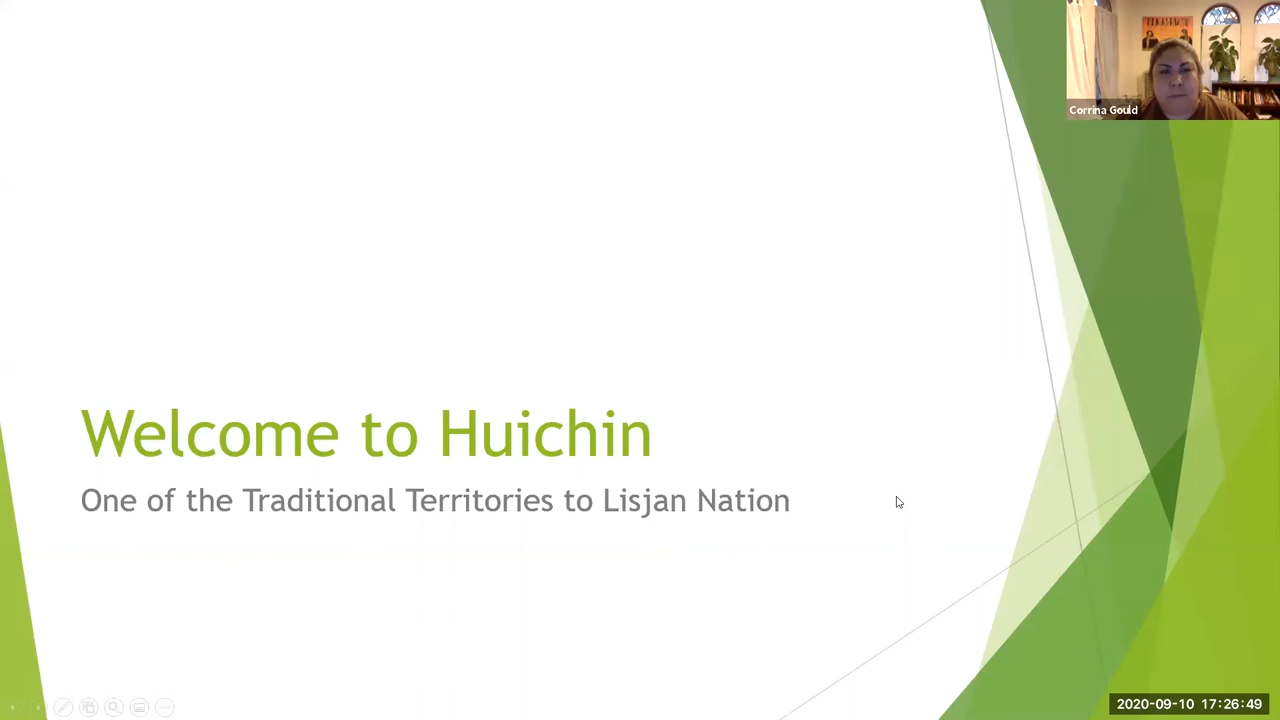 Corrina Gould
Welcome to Huichin
One of the Traditional Territories to Lisjan Nation
2020-09-10 17:26:49